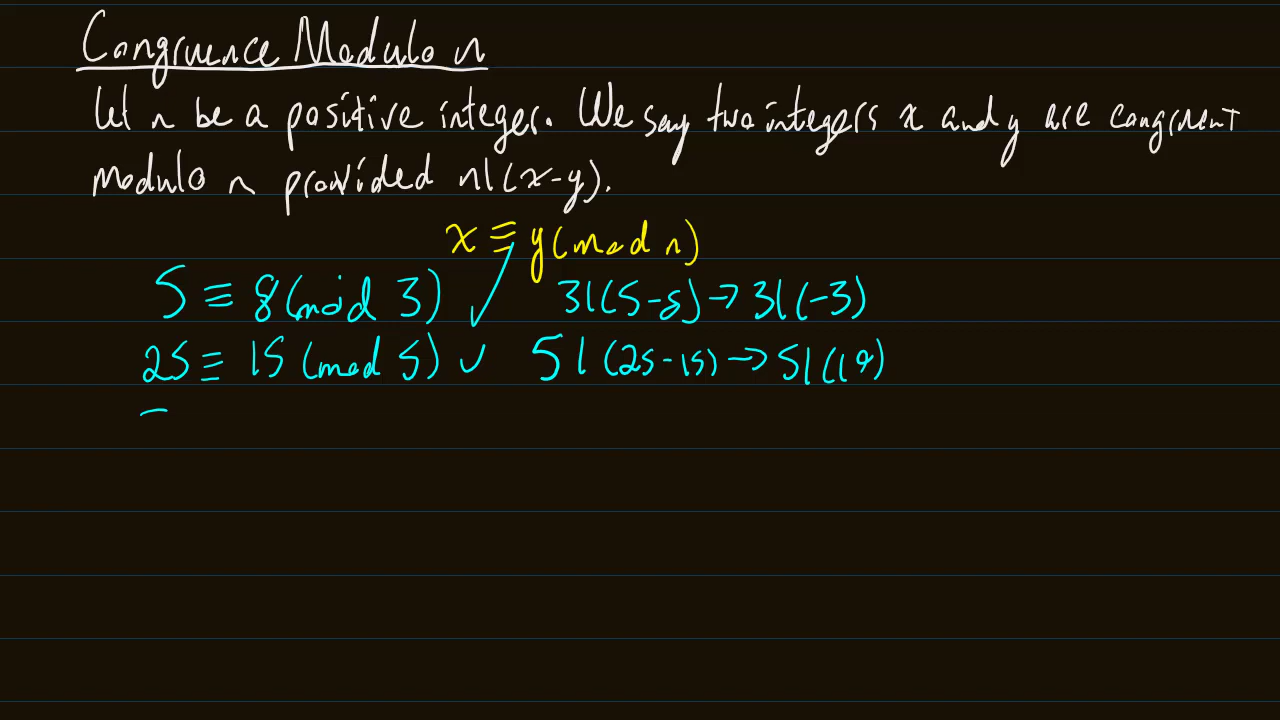 Congruence Modulo n
Let n be a positive integer. We say two integers x and y are congruent
modulo n provided n|(x-y).
x ≡ y (mod n)
5 ≡ 8 (mod 3) ✓ 3|(5-8) → 3|(-3)
25 ≡ 15 (mod 5) ✓ 5|(25-15) → 5|(10)